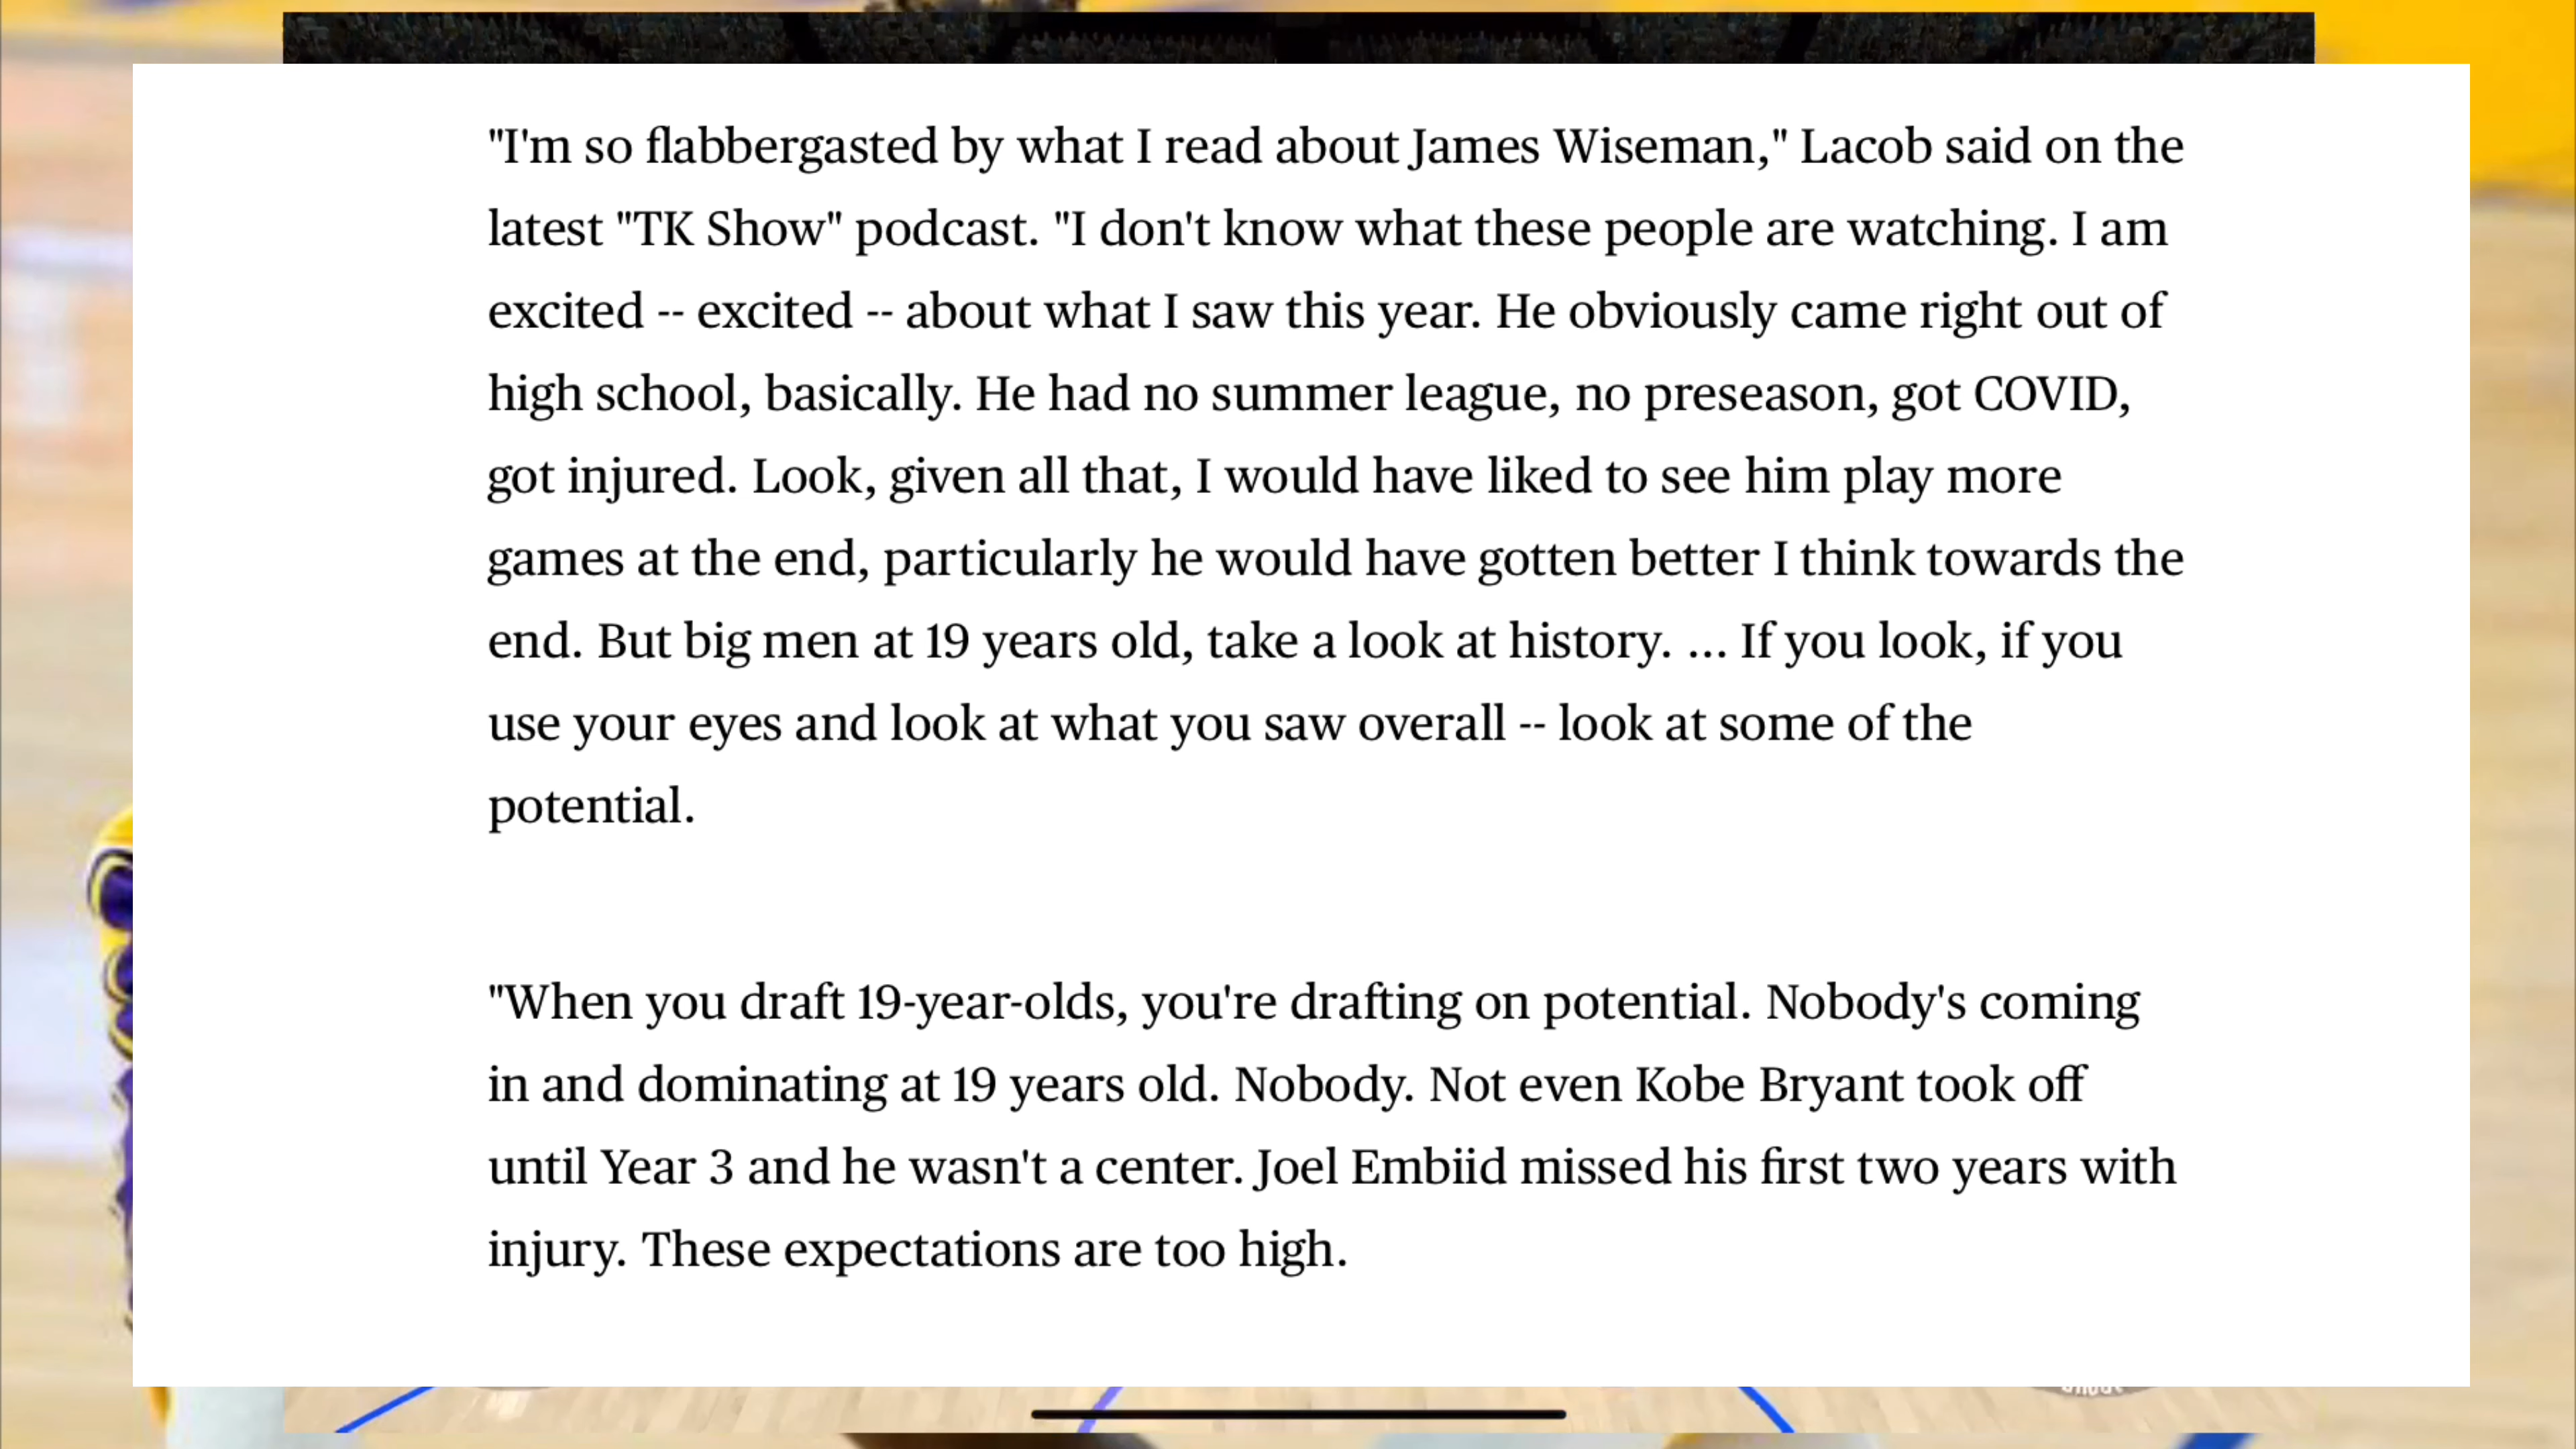 "I'm so flabbergasted by what I read about James Wiseman," Lacob said on the
latest "TK Show" podcast. "I don't know what these people are watching. I am
excited -- excited -- about what I saw this year. He obviously came right out of
high school, basically. He had no summer league, no preseason, got COVID,
got injured. Look, given all that, I would have liked to see him play more
games at the end, particularly he would have gotten better I think towards the
end. But big men at 19 years old, take a look at history. ... If you look, if you
use your eyes and look at what you saw overall -- look at some of the
potential.
"When you draft 19-year-olds, you're drafting on potential. Nobody's coming
in and dominating at 19 years old. Nobody. Not even Kobe Bryant took off
until Year 3 and he wasn't a center. Joel Embiid missed his first two years with
injury. These expectations are too high.